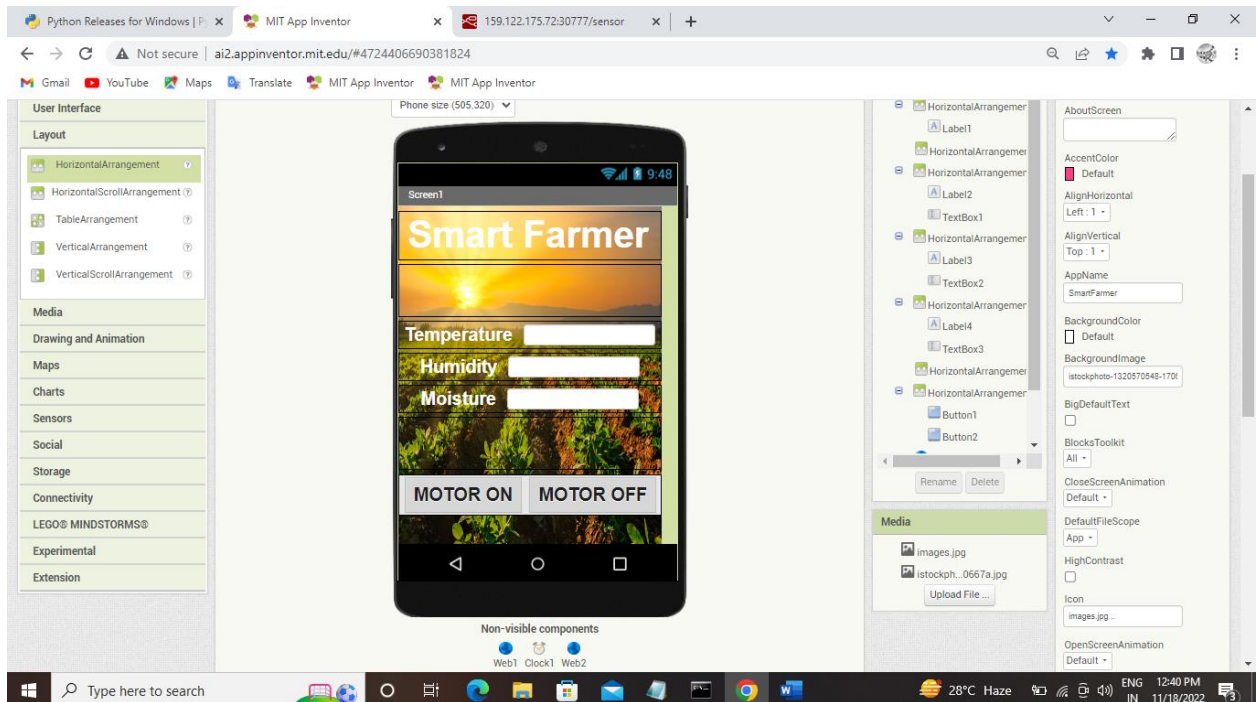 Python Releases for Windows | Py
MIT App Inventor
159.122.175.72:30777/sensor
Not secure
ai2.appinventor.mit.edu/#4724406690381824
Gmail
YouTube
Maps
Translate
MIT App Inventor
MIT App Inventor
User Interface
Layout
HorizontalArrangement
HorizontalScrollArrangement
TableArrangement
VerticalArrangement
VerticalScrollArrangement
Media
Drawing and Animation
Maps
Charts
Sensors
Social
Storage
Connectivity
LEGO® MINDSTORMS®
Experimental
Extension
Phone size (505,320)
9:48
Screen1
Smart Farmer
Temperature
Humidity
Moisture
MOTOR ON
MOTOR OFF
Non-visible components
Web1 Clock1 Web2
HorizontalArrangemer
Label1
HorizontalArrangemer
HorizontalArrangemer
Label2
TextBox1
HorizontalArrangemer
Label3
TextBox2
HorizontalArrangemer
Label4
TextBox3
HorizontalArrangemer
HorizontalArrangemer
Button1
Button2
Rename
Delete
Media
images.jpg
istockph...0667a.jpg
Upload File ...
AboutScreen
AccentColor
Default
AlignHorizontal
Left : 1
AlignVertical
Top : 1
AppName
SmartFarmer
BackgroundColor
Default
BackgroundImage
istockphoto-1320570548-170
BigDefaultText
BlocksToolkit
All
CloseScreenAnimation
Default
DefaultFileScope
App
HighContrast
Icon
images.jpg...
OpenScreenAnimation
Default
Type here to search
28°C Haze
ENG
IN
12:40 PM
11/18/2022